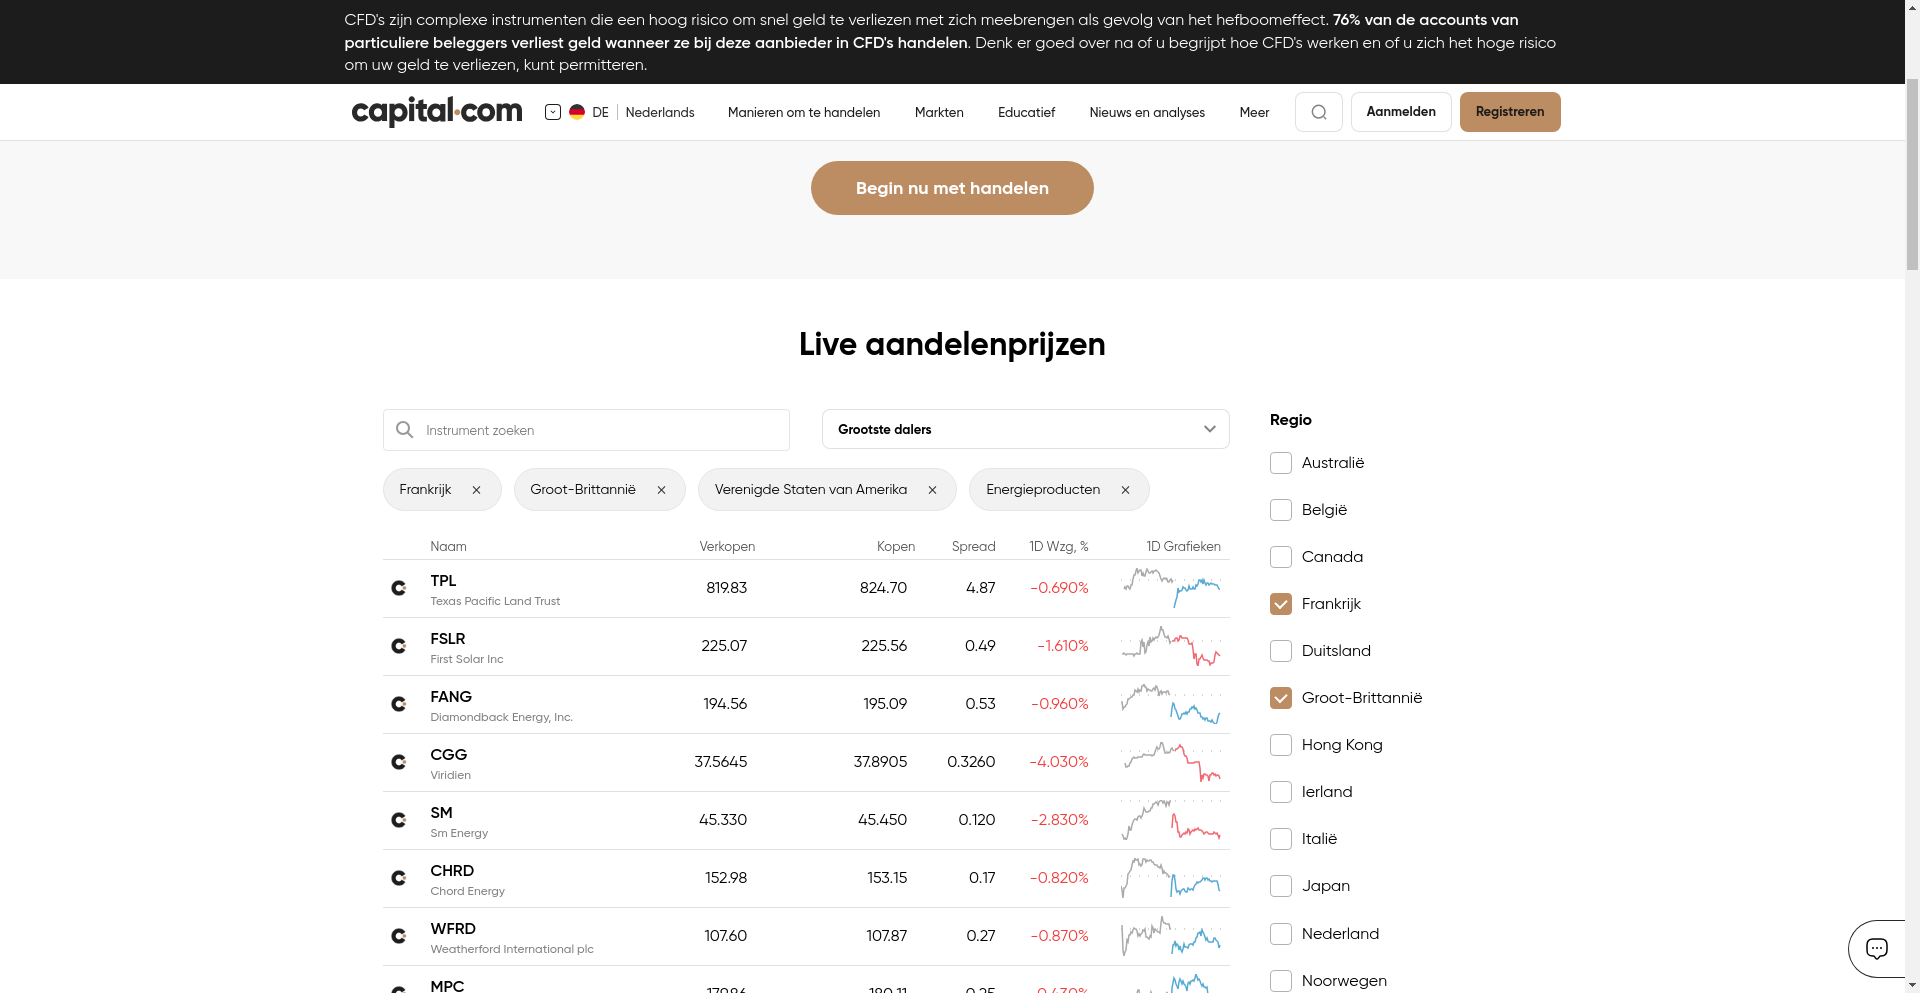 CFD's zijn complexe instrumenten die een hoog risico om snel geld te verliezen met zich meebrengen als gevolg van het hefboomeffect. 76% van de accounts van
particuliere beleggers verliest geld wanneer ze bij deze aanbieder in CFD's handelen. Denk er goed over na of u begrijpt hoe CFD's werken en of u zich het hoge risico
om uw geld te verliezen, kunt permitteren.
capital.com DE Nederlands Manieren om te handelen Markten Educatief Nieuws en analyses Meer Aanmelden Registreren
Begin nu met handelen
Live aandelenprijzen
Instrument zoeken
Grootste dalers
Frankrijk Groot-Brittannië Verenigde Staten van Amerika Energieproducten
Naam Verkopen Kopen Spread 1D Wzg, % 1D Grafieken
TPL 819.83 824.70 4.87 -0.690%
Texas Pacific Land Trust
FSLR 225.07 225.56 0.49 -1.610%
First Solar Inc
FANG 194.56 195.09 0.53 -0.960%
Diamondback Energy, Inc.
CGG 37.5645 37.8905 0.3260 -4.030%
Viridien
SM 45.330 45.450 0.120 -2.830%
Sm Energy
CHRD 152.98 153.15 0.17 -0.820%
Chord Energy
WFRD 107.60 107.87 0.27 -0.870%
Weatherford International plc
MPC
Regio
Australië
België
Canada
Frankrijk
Duitsland
Groot-Brittannië
Hong Kong
Ierland
Italië
Japan
Nederland
Noorwegen